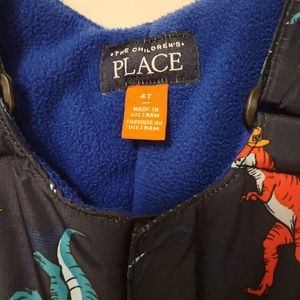 THE CHILDREN'S
PLACE
4T
MADE IN
VIETNAM
FABRIQUÉ AU
VIETNAM